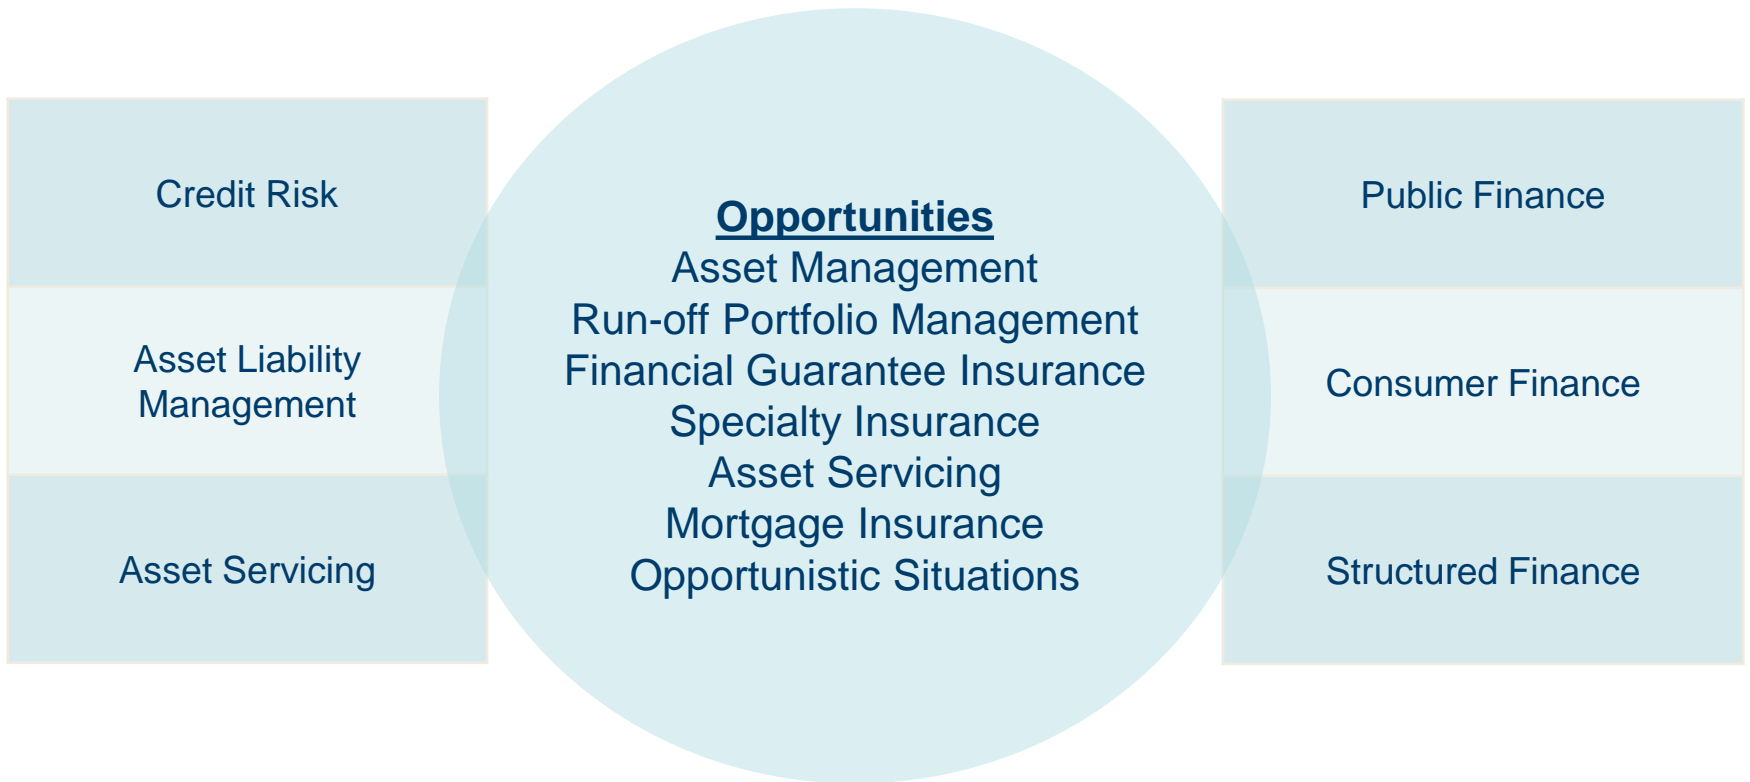 Credit Risk
Asset Liability
Management
Asset Servicing
Opportunities
Asset Management
Run-off Portfolio Management
Financial Guarantee Insurance
Specialty Insurance
Asset Servicing
Mortgage Insurance
Opportunistic Situations
Public Finance
Consumer Finance
Structured Finance